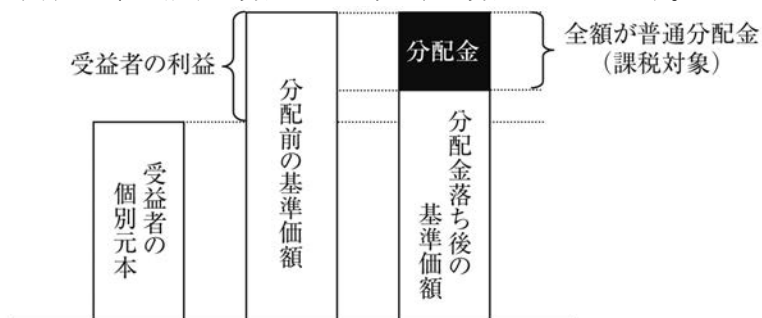 受益者の利益
分配金
全額が普通分配金
(課税対象)
受益者の
個別元本
分配前の基準価額
分配金落ち後の
基準価額